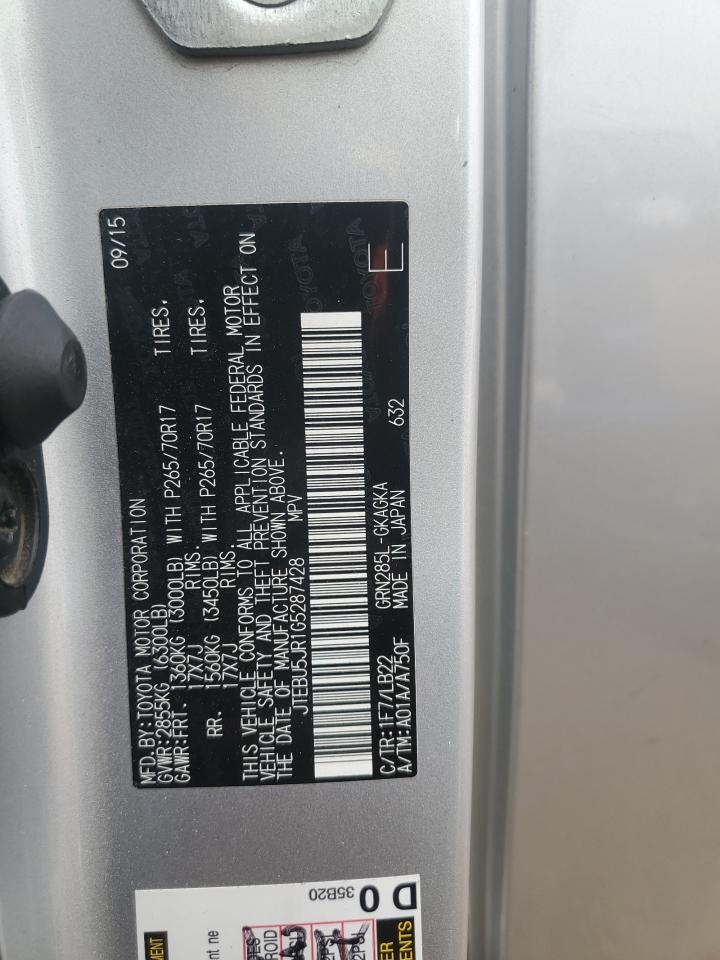 MFD.BY:TOYOTA MOTOR CORPORATION 09/15
GVWR:2855KG (6300LB)
GAWR:FRT. 1360KG (3000LB) WITH P265/70R17 TIRES.
17X7J RIMS.
RR. 1560KG (3450LB) WITH P265/70R17 TIRES.
17X7J RIMS.
THIS VEHICLE CONFORMS TO ALL APPLICABLE FEDERAL MOTOR
VEHICLE SAFETY AND THEFT PREVENTION STANDARDS IN EFFECT ON
THE DATE OF MANUFACTURE SHOWN ABOVE.
JTEBU5JR1G5287428 MPV
C/TR:1F7/LB22 GRN285L-GKAGKA 632
A/TM:A01A/A750F MADE IN JAPAN
TOYOTA
35B20